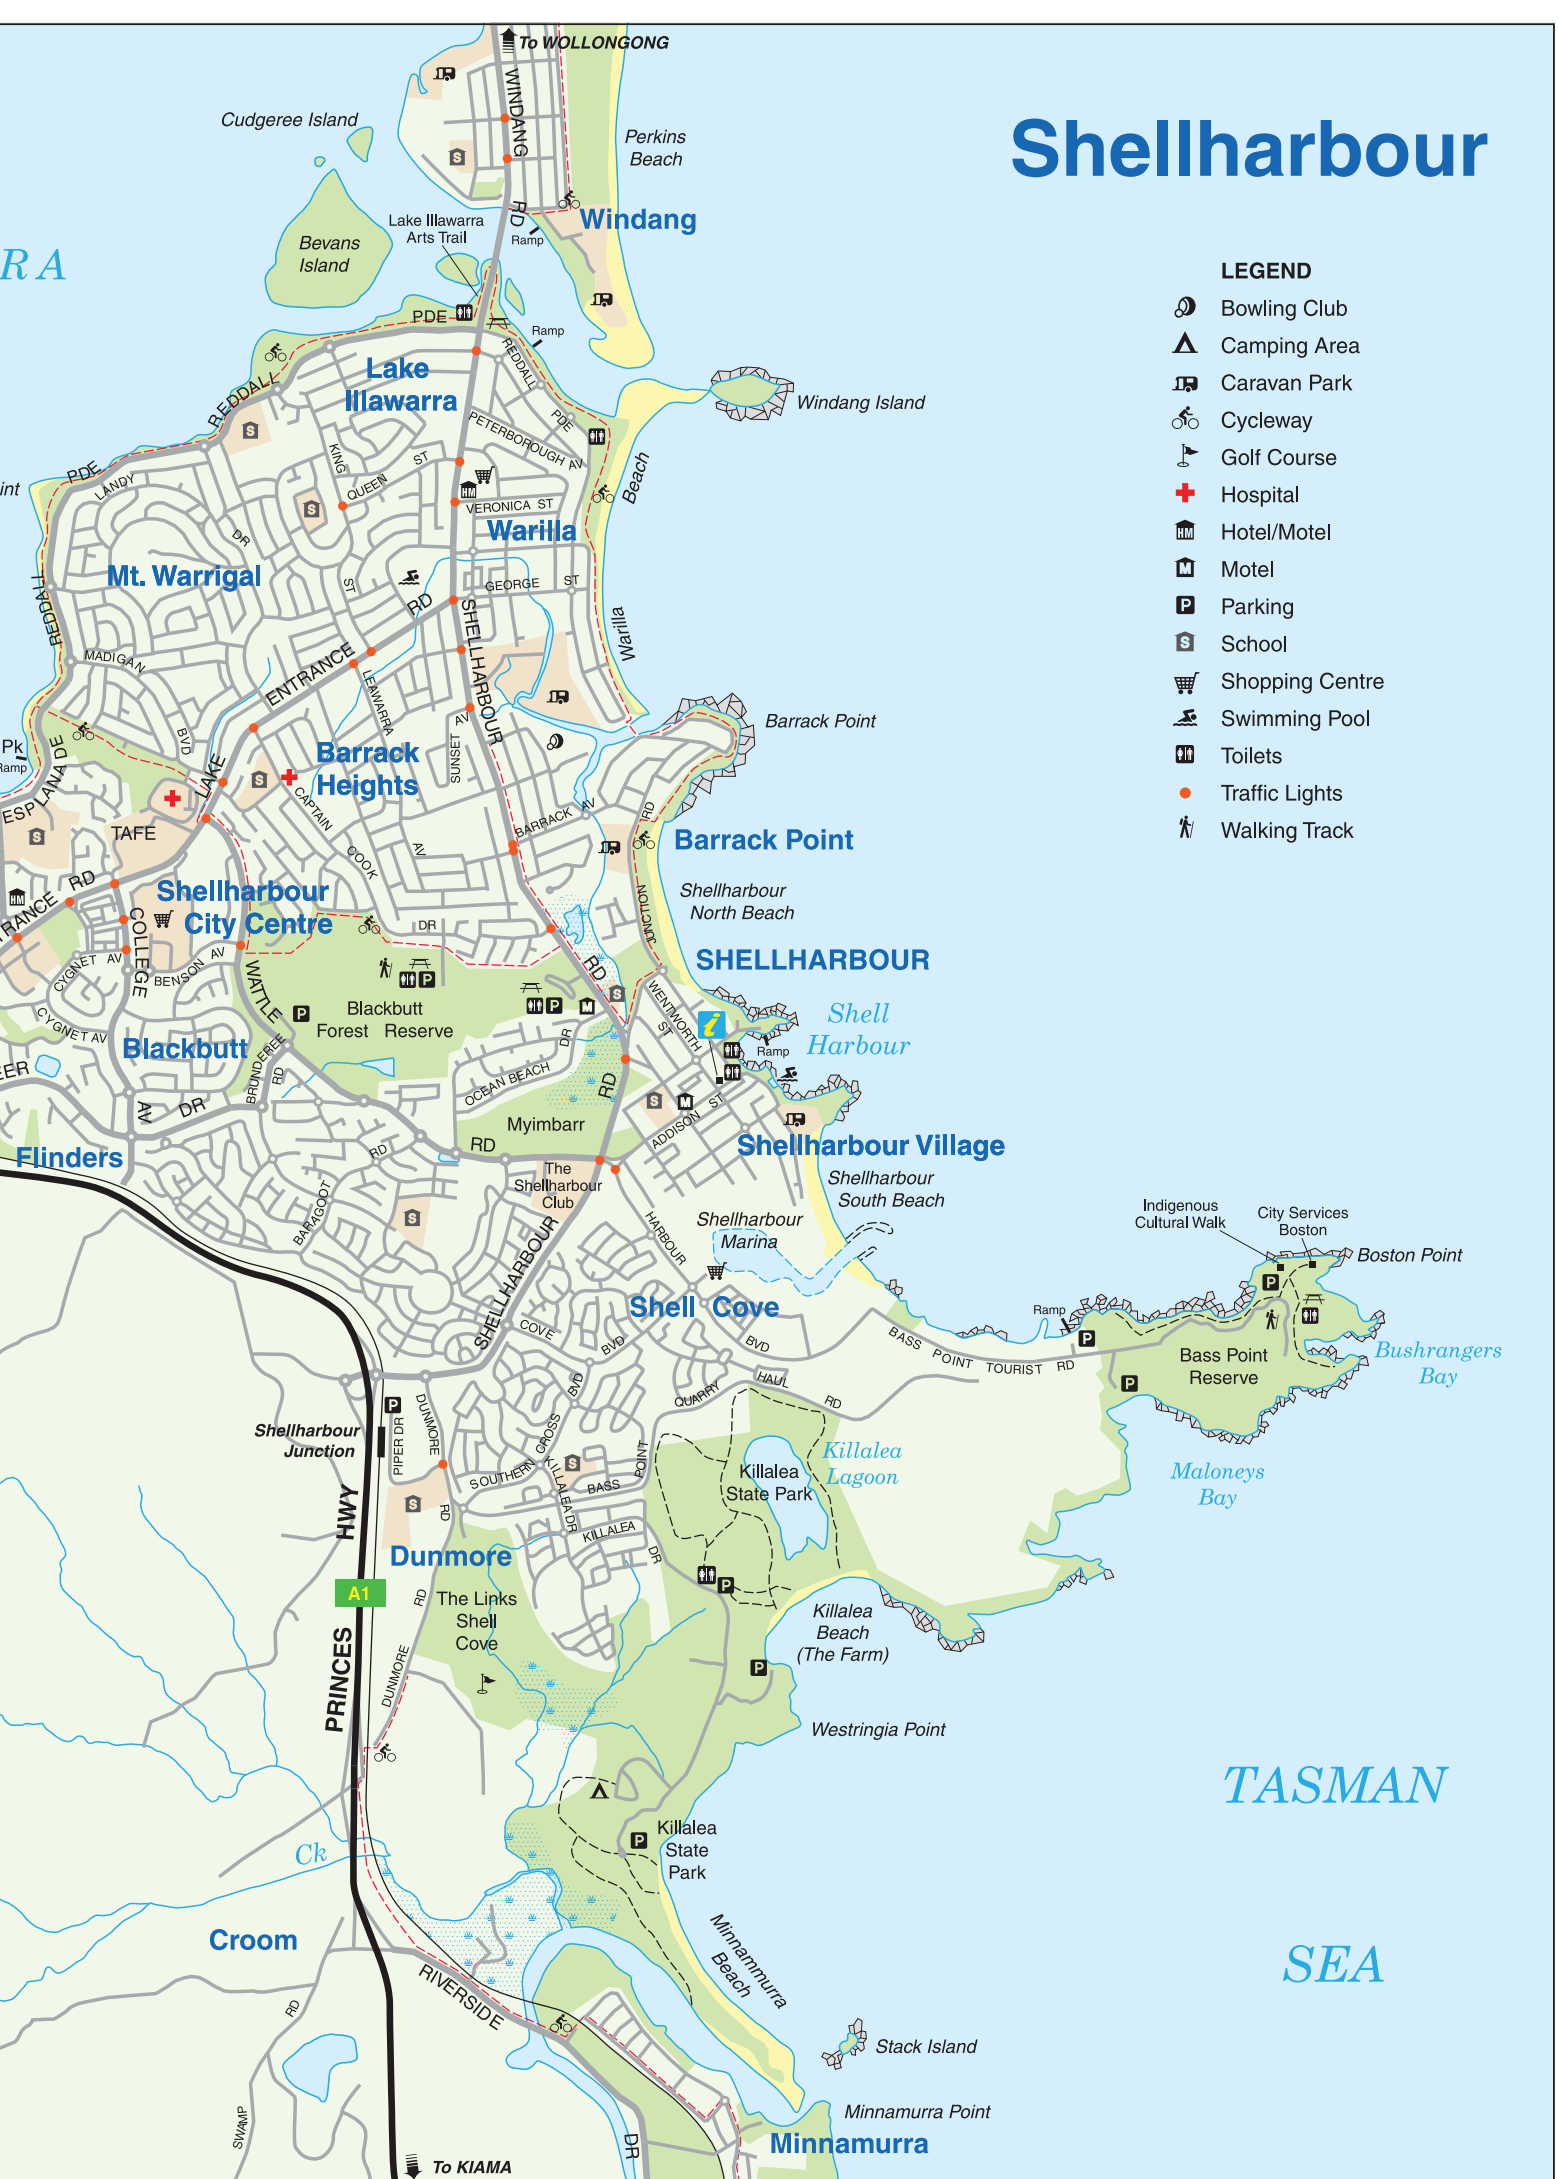 To WOLLONGONG
Shellharbour
WINDANG
RD
Cudgeree Island
Perkins
Beach
Windang
Lake Illawarra
Arts Trail
Ramp
Bevans
Island
RA
LEGEND
Bowling Club
Camping Area
Caravan Park
Cycleway
Golf Course
Hospital
Hotel/Motel
Motel
Parking
School
Shopping Centre
Swimming Pool
Toilets
Traffic Lights
Walking Track
PDE
Ramp
REDDALL
PDE
Lake
Illawarra
REDDALL
Windang Island
PETERBOROUGH AV
KING
ST
QUEEN ST
PDE
LANDY
DR
int
HM
VERONICA ST
Warilla
Warilla
Beach
Mt. Warrigal
GEORGE ST
REDDALL
RD
ENTRANCE
SHELLHARBOUR
MADIGAN
BVD
LEAWARRA
AV
SUNSET
Barrack Point
Pk
Ramp
ESPLANADE
LAKE
Barrack
Heights
CAPTAIN
COOK
AV
BARRACK AV
RD
JUNCTION
Barrack Point
TAFE
Shellharbour
North Beach
Shellharbour
City Centre
RD
TRANCE
HM
COLLEGE
CYGNET AV
BENSON AV
WATTLE
DR
RD
SHELLHARBOUR
WENTWORTH
ST
Shell
Harbour
Ramp
Blackbutt
Forest Reserve
CYGNET AV
Blackbutt
BRUNDEREE
RD
OCEAN BEACH
DR
RD
EER
AV
DR
Myimbarr
ADDISON ST
Shellharbour Village
Flinders
RD
RD
The
Shellharbour
Club
Shellharbour
South Beach
BARAGOOT
SHELLHARBOUR
HARBOUR
Shellharbour
Marina
Indigenous
Cultural Walk
City Services
Boston
Boston Point
Shell Cove
COVE
BVD
BVD
Ramp
BASS POINT TOURIST RD
Bass Point
Reserve
Bushrangers
Bay
QUARRY HAUL RD
Shellharbour
Junction
PIPER DR
DUNMORE
RD
BVD
CROSS
SOUTHERN
KILLALEA DR
BASS POINT
KILLALEA
DR
Killalea
State Park
Killalea
Lagoon
Maloneys
Bay
HWY
Dunmore
A1
RD
The Links
Shell
Cove
Killalea
Beach
(The Farm)
PRINCES
DUNMORE
Westringia Point
TASMAN
SEA
Ck
Killalea
State
Park
Croom
Minnammurra
Beach
RIVERSIDE
RD
Stack Island
SWAMP
Minnamurra Point
DR
Minnamurra
To KIAMA